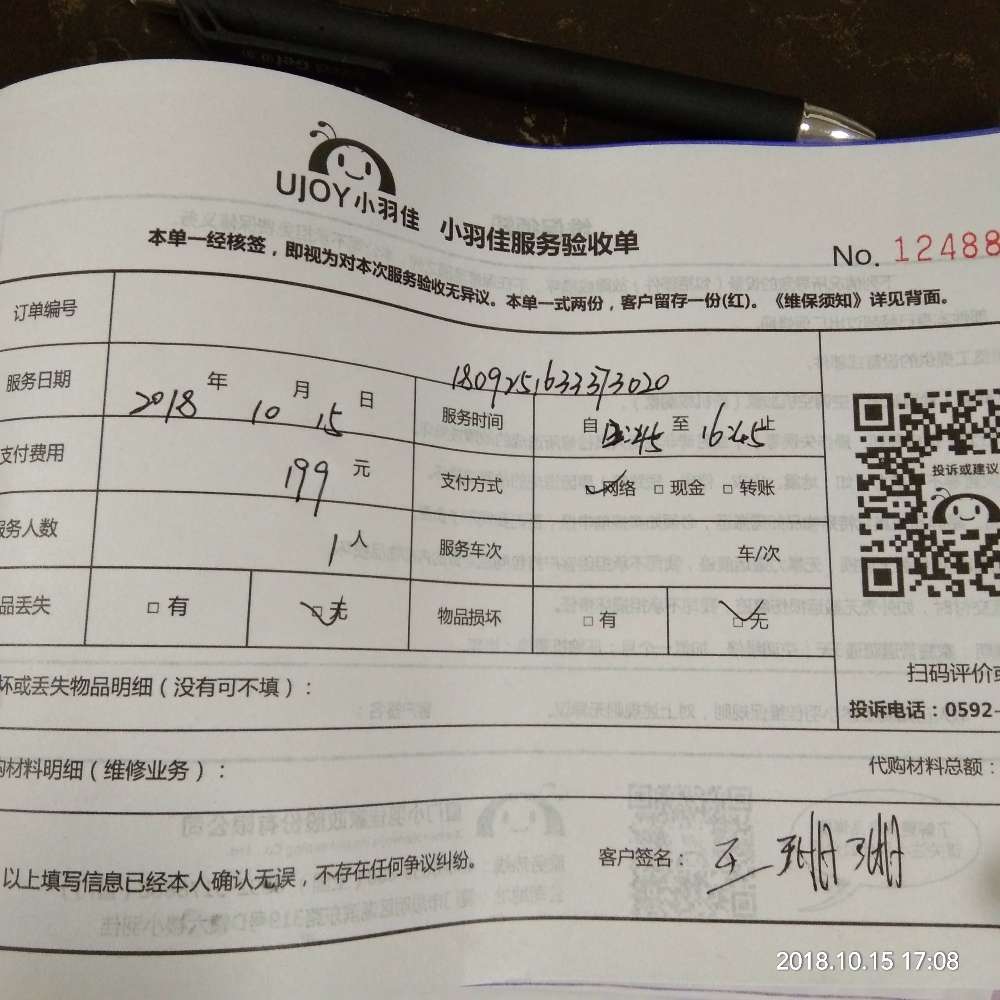 UJOY小羽佳 小羽佳服务验收单
No. 12488
本单一经核签，即视为对本次服务验收无异议。本单一式两份，客户留存一份(红)。《维保须知》详见背面。
订单编号
1809251633373020
服务日期 2018 年 10 月 15 日 服务时间 自 :45 至 16:45 止
支付费用 199 元 支付方式 网络 □ 现金 □ 转账
服务人数 1 人 服务车次 车/次
品丢失 □ 有 □ 无 物品损坏 □ 有 □ 无
投诉或建议
扫码评价或
投诉电话：0592-
坏或丢失物品明细（没有可不填）：
购材料明细（维修业务）： 代购材料总额：
以上填写信息已经本人确认无误，不存在任何争议纠纷。 客户签名：
2018.10.15 17:08